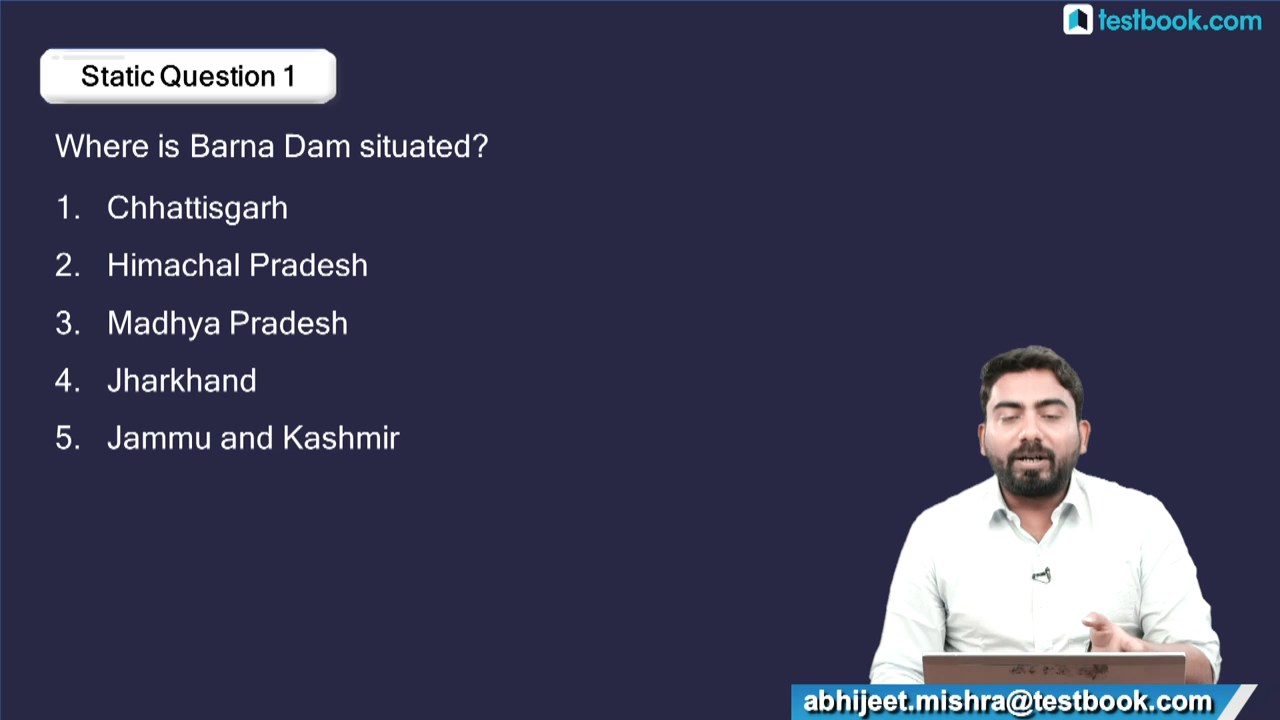 testbook.com
Static Question 1
Where is Barna Dam situated?
1. Chhattisgarh
2. Himachal Pradesh
3. Madhya Pradesh
4. Jharkhand
5. Jammu and Kashmir
abhijeet.mishra@testbook.com